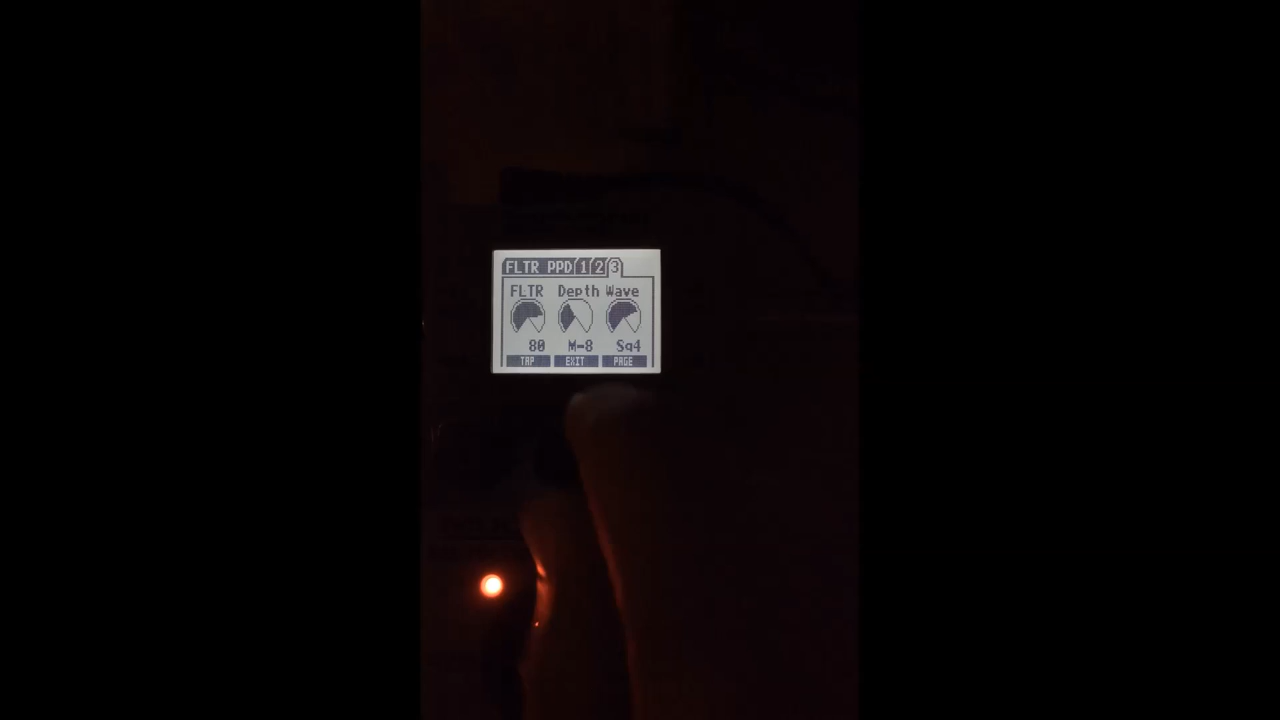 FLTR PPD 1 2 3
FLTR Depth Wave
80 M-8 Sq4
TAP EXIT PAGE